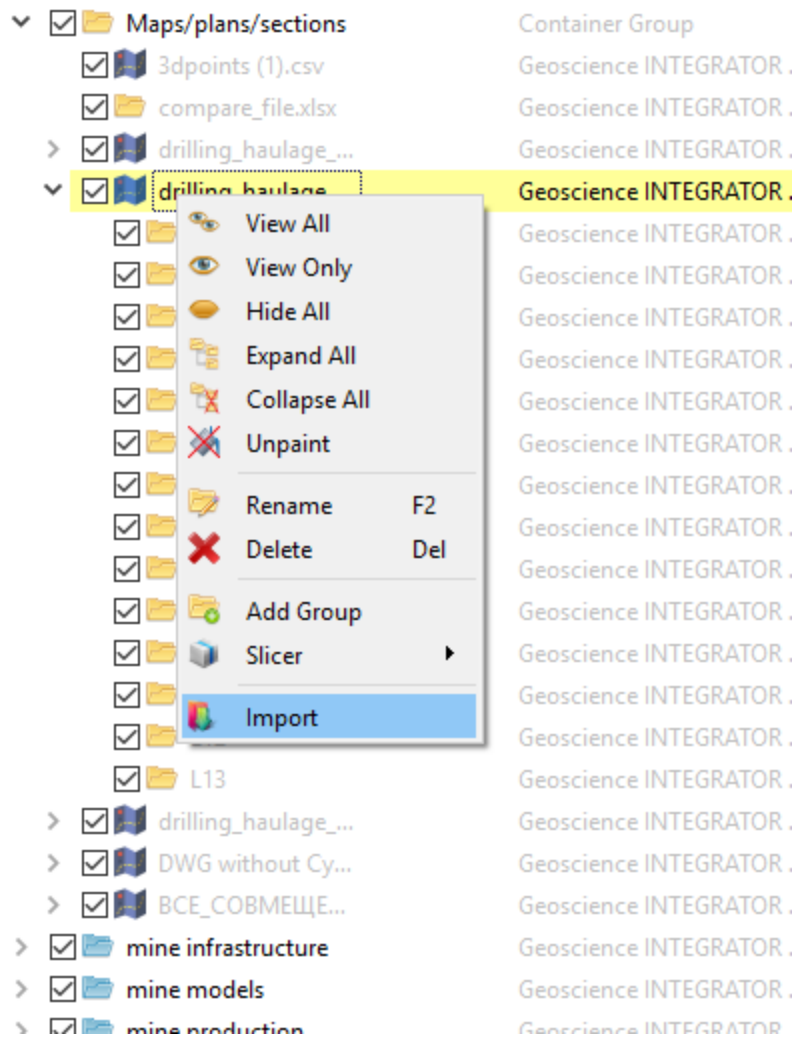 Maps/plans/sections Container Group
3dpoints (1).csv Geoscience INTEGRATOR .
compare_file.xlsx Geoscience INTEGRATOR .
drilling_haulage_... Geoscience INTEGRATOR .
drilling_haulage Geoscience INTEGRATOR .
View All Geoscience INTEGRATOR .
View Only Geoscience INTEGRATOR .
Hide All Geoscience INTEGRATOR .
Expand All Geoscience INTEGRATOR .
Collapse All Geoscience INTEGRATOR .
Unpaint Geoscience INTEGRATOR .
Geoscience INTEGRATOR .
Rename F2 Geoscience INTEGRATOR .
Delete Del Geoscience INTEGRATOR .
Add Group Geoscience INTEGRATOR .
Slicer Geoscience INTEGRATOR .
Geoscience INTEGRATOR .
Import Geoscience INTEGRATOR .
L13 Geoscience INTEGRATOR .
drilling_haulage_... Geoscience INTEGRATOR .
DWG without Cy... Geoscience INTEGRATOR .
ВСЕ_СОВМЕЩЕ... Geoscience INTEGRATOR .
mine infrastructure Geoscience INTEGRATOR .
mine models Geoscience INTEGRATOR .
mine production Geoscience INTEGRATOR